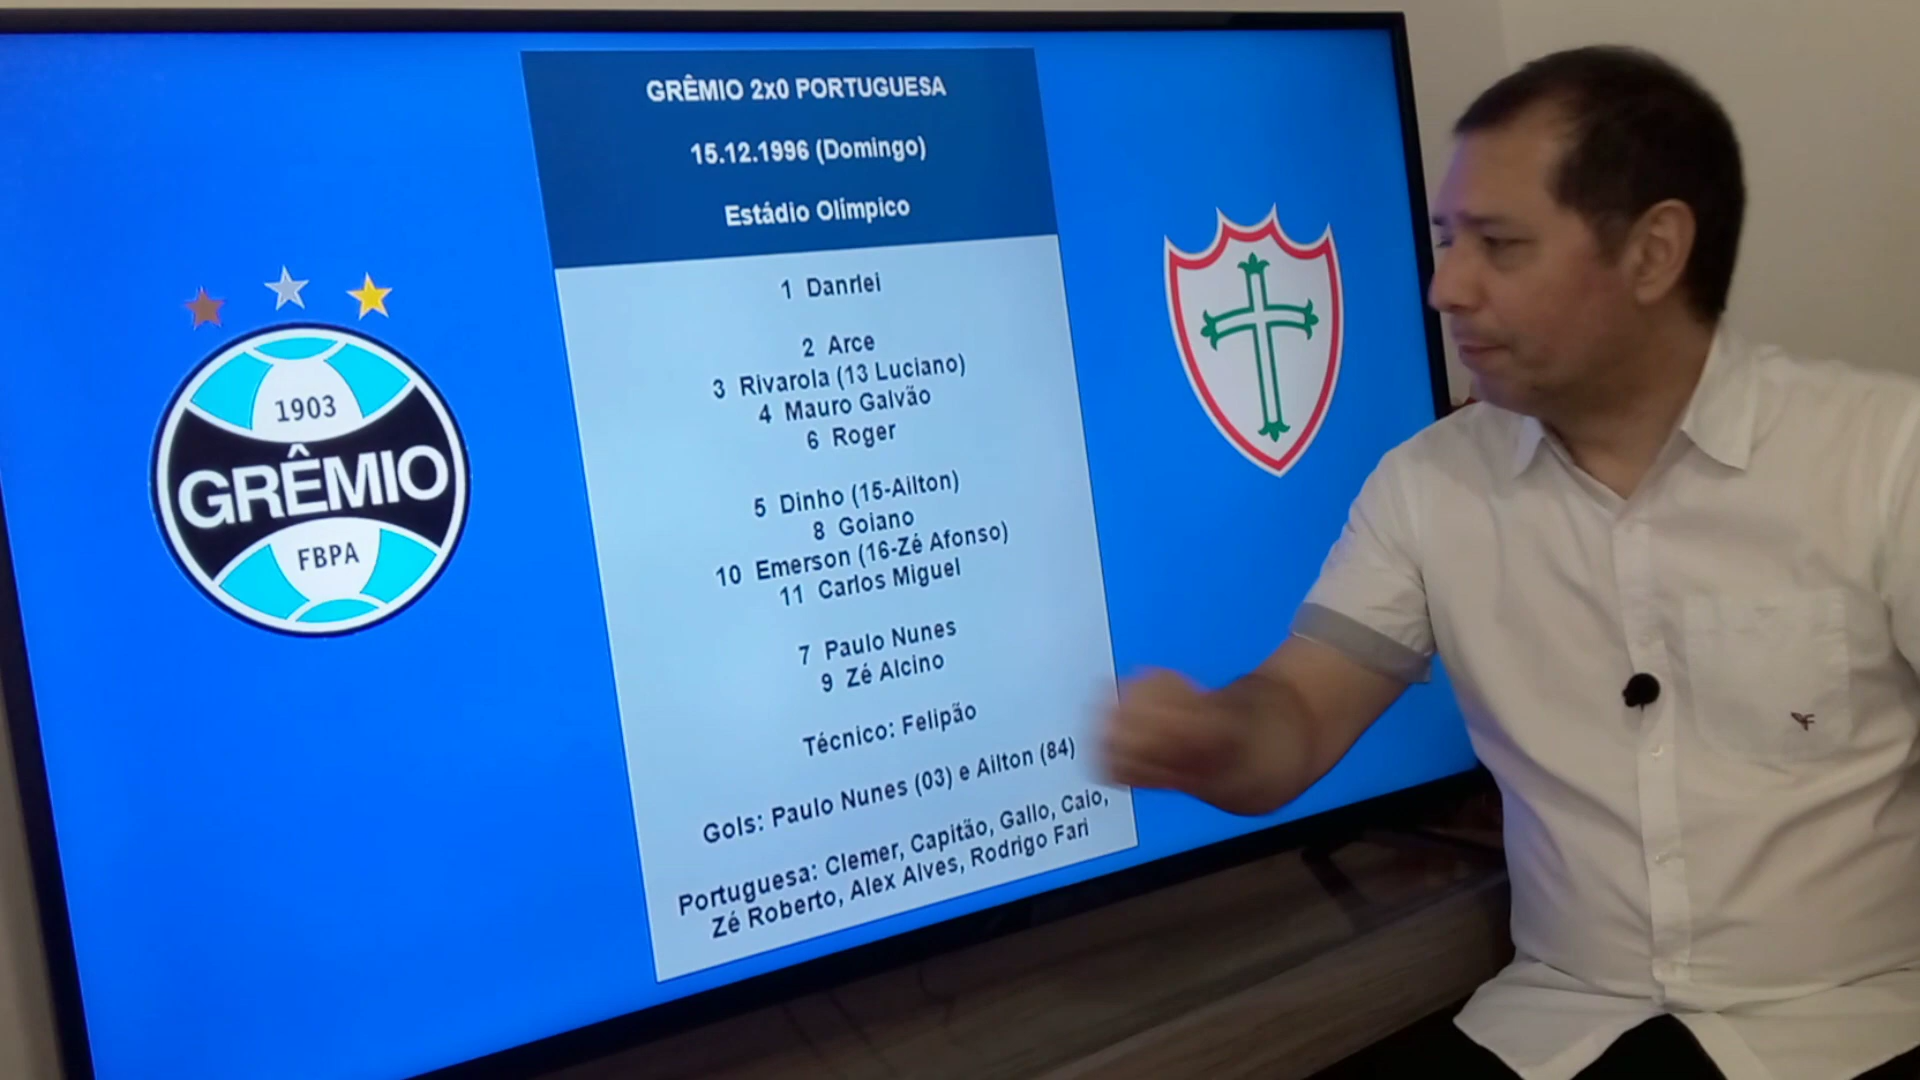 GRÊMIO 2x0 PORTUGUESA
15.12.1996 (Domingo)
Estádio Olímpico
1 Danrlei
2 Arce
3 Rivarola (13 Luciano)
4 Mauro Galvão
6 Roger
5 Dinho (15-Ailton)
8 Goiano
10 Emerson (16-Zé Afonso)
11 Carlos Miguel
7 Paulo Nunes
9 Zé Alcino
Técnico: Felipão
Gols: Paulo Nunes (03) e Ailton (84)
Portuguesa: Clemer, Capitão, Gallo, Caio,
Zé Roberto, Alex Alves, Rodrigo Fari
1903
GRÊMIO
FBPA